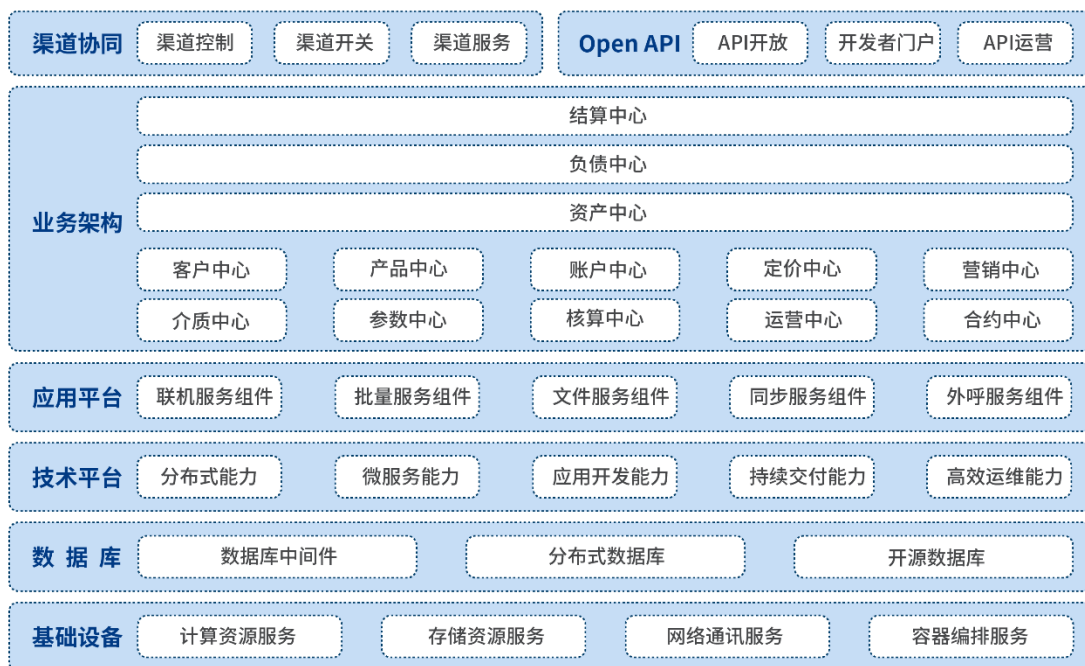 渠道协同 渠道控制 渠道开关 渠道服务 Open API API开放 开发者门户 API运营
结算中心
负债中心
资产中心
业务架构
客户中心 产品中心 账户中心 定价中心 营销中心
介质中心 参数中心 核算中心 运营中心 合约中心
应用平台 联机服务组件 批量服务组件 文件服务组件 同步服务组件 外呼服务组件
技术平台 分布式能力 微服务能力 应用开发能力 持续交付能力 高效运维能力
数据库 数据库中间件 分布式数据库 开源数据库
基础设备 计算资源服务 存储资源服务 网络通讯服务 容器编排服务